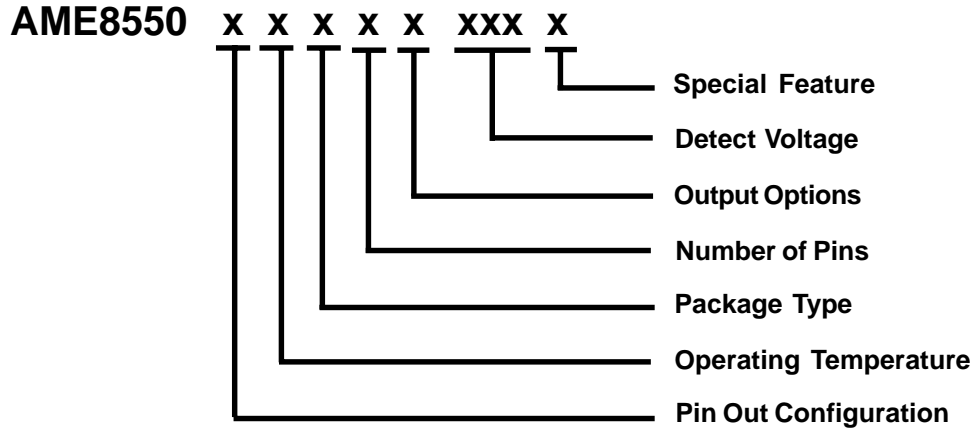 AME8550 x x x x x xxx x
Special Feature
Detect Voltage
Output Options
Number of Pins
Package Type
Operating Temperature
Pin Out Configuration